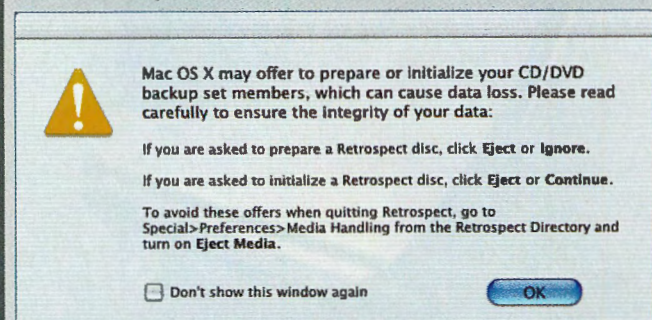 Mac OS X may offer to prepare or initialize your CD/DVD
backup set members, which can cause data loss. Please read
carefully to ensure the integrity of your data:
If you are asked to prepare a Retrospect disc, click Eject or Ignore.
If you are asked to initialize a Retrospect disc, click Eject or Continue.
To avoid these offers when quitting Retrospect, go to
Special>Preferences>Media Handling from the Retrospect Directory and
turn on Eject Media.
Don't show this window again
OK